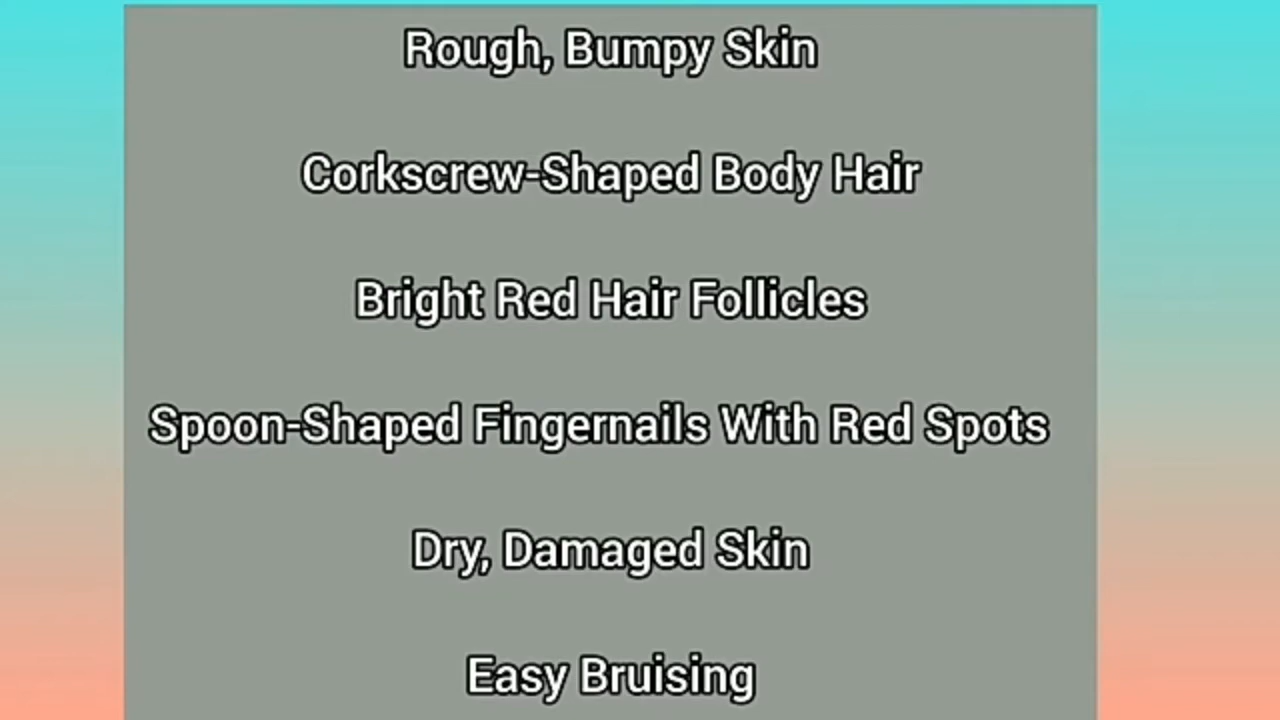 Rough, Bumpy Skin
Corkscrew-Shaped Body Hair
Bright Red Hair Follicles
Spoon-Shaped Fingernails With Red Spots
Dry, Damaged Skin
Easy Bruising